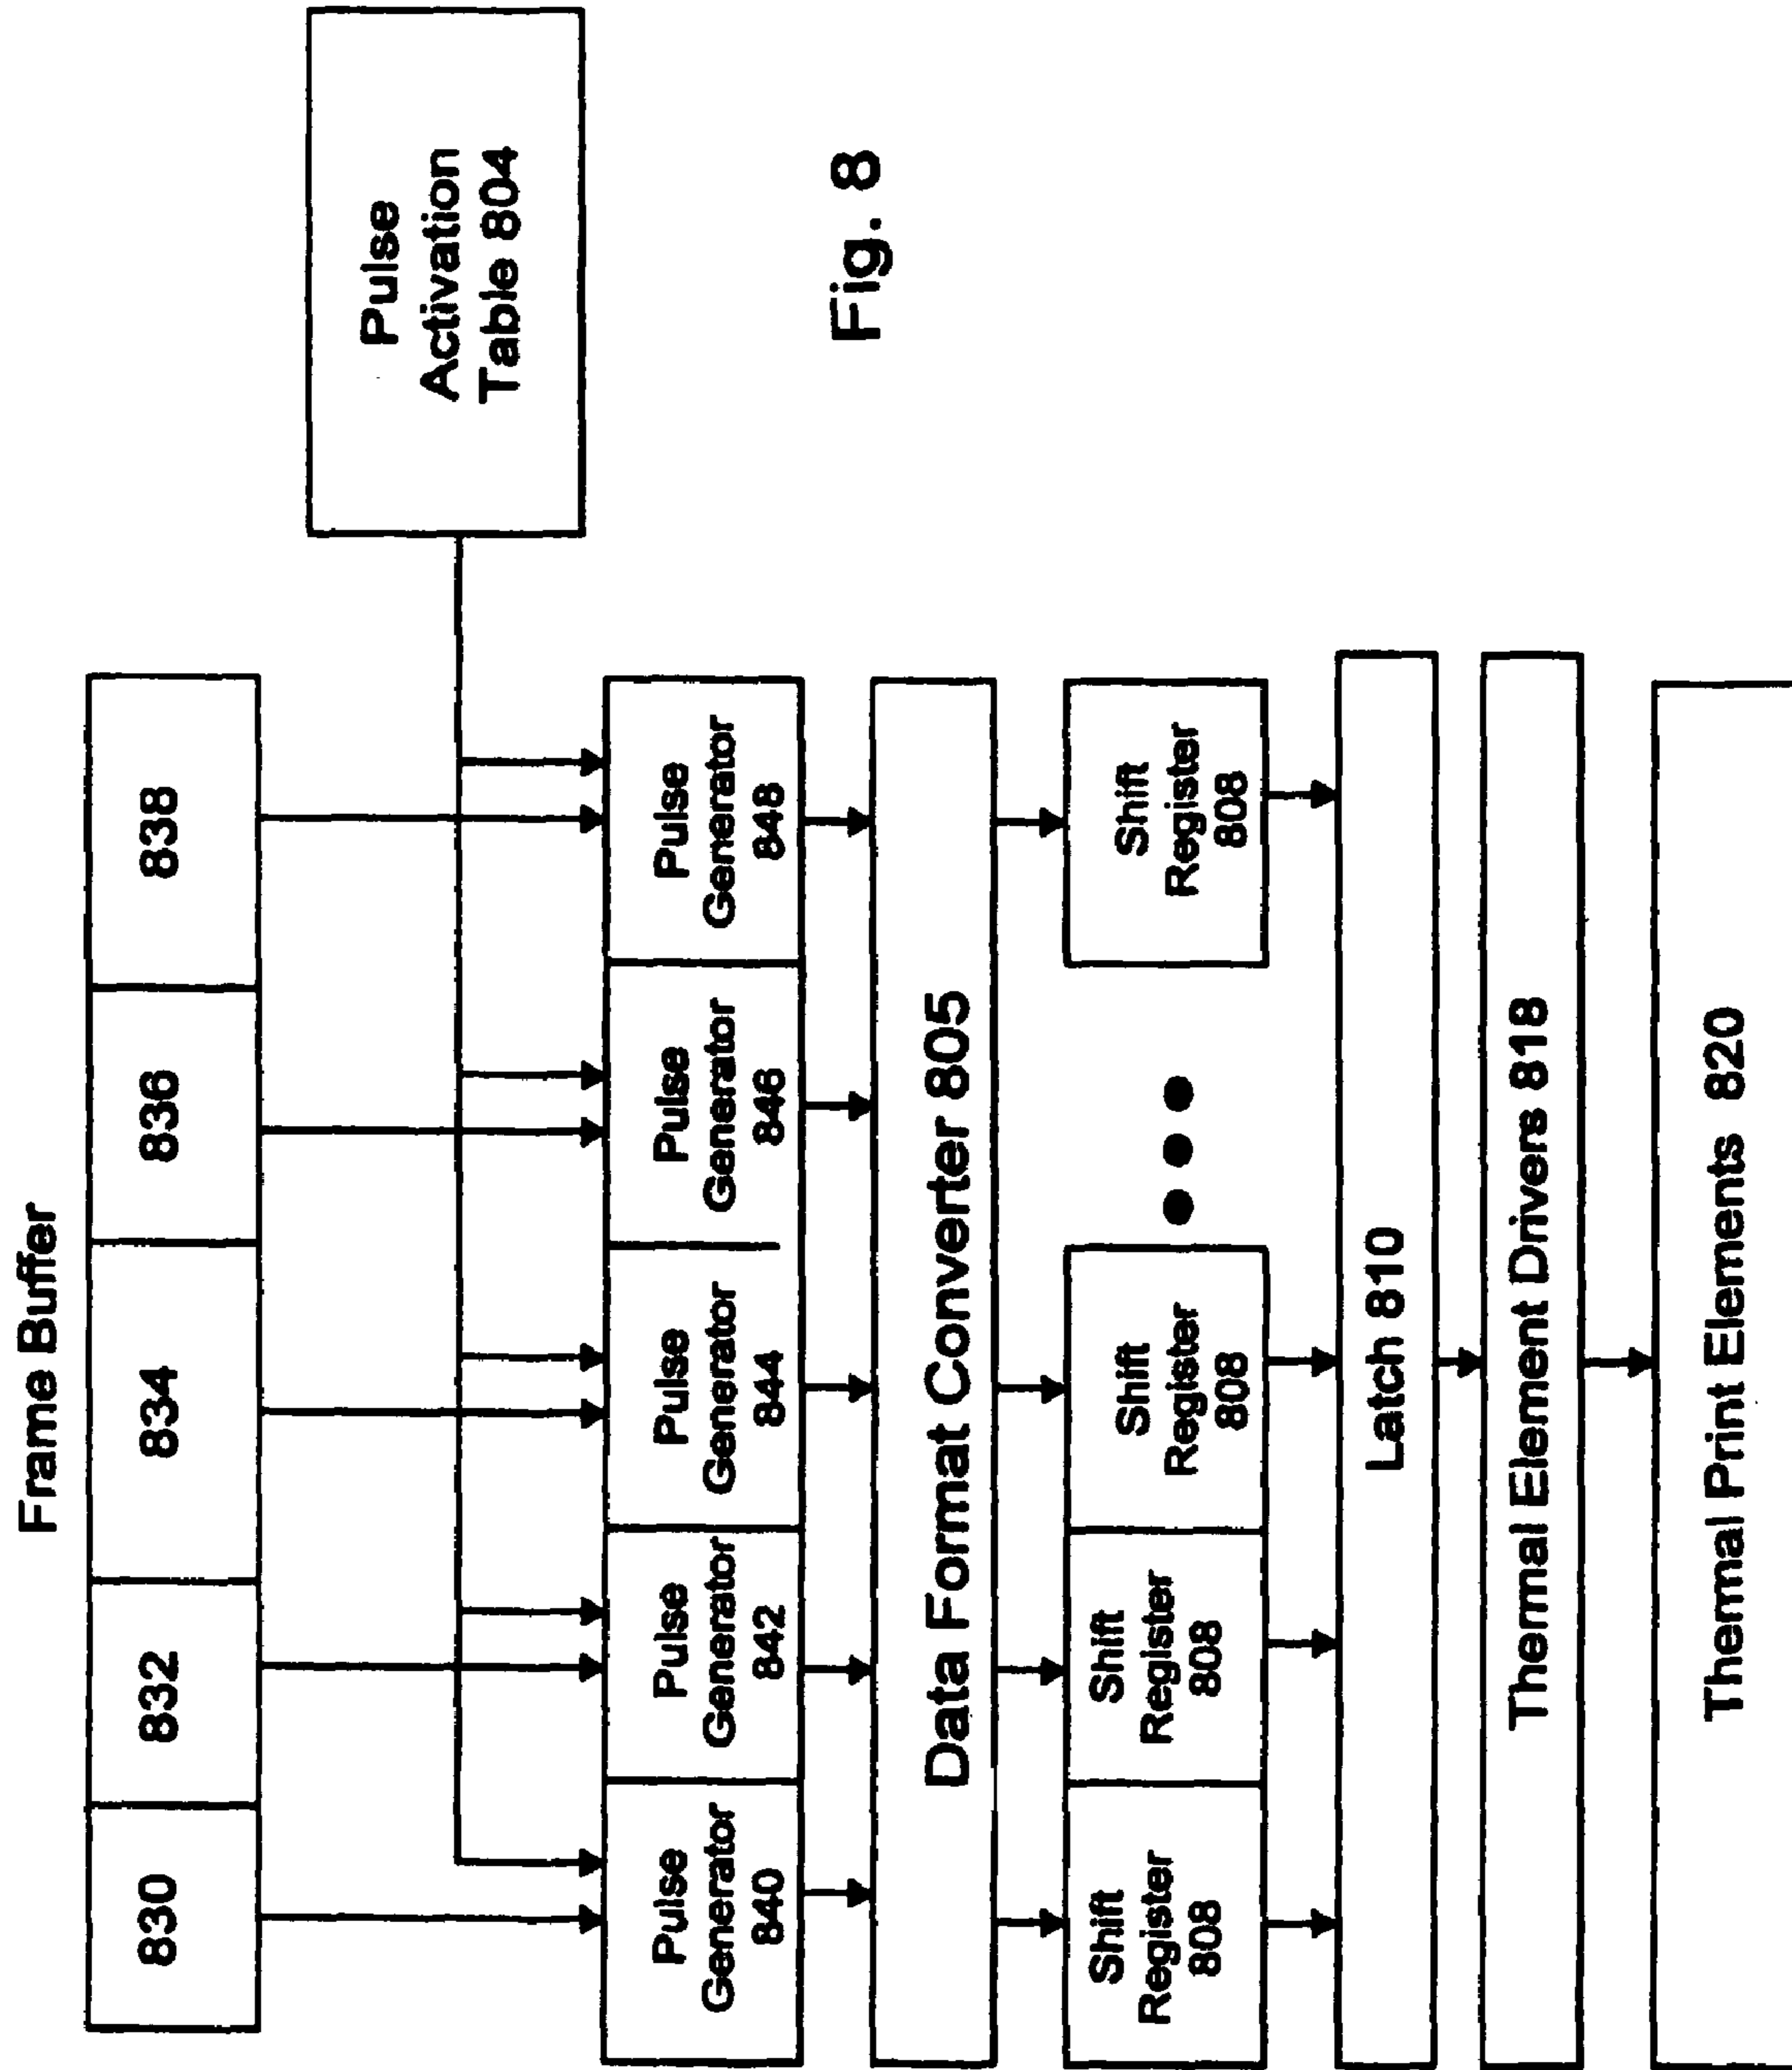 Frame Buffer
830
832
834
836
838
Pulse
Activation
Table 804
Pulse
Generator
840
Pulse
Generator
842
Pulse
Generator
844
Pulse
Generator
846
Pulse
Generator
848
Data Format Converter 805
Shift
Register
808
Shift
Register
808
Shift
Register
808
Shift
Register
808
Latch 810
Thermal Element Drivers 818
Thermal Print Elements 820
Fig. 8